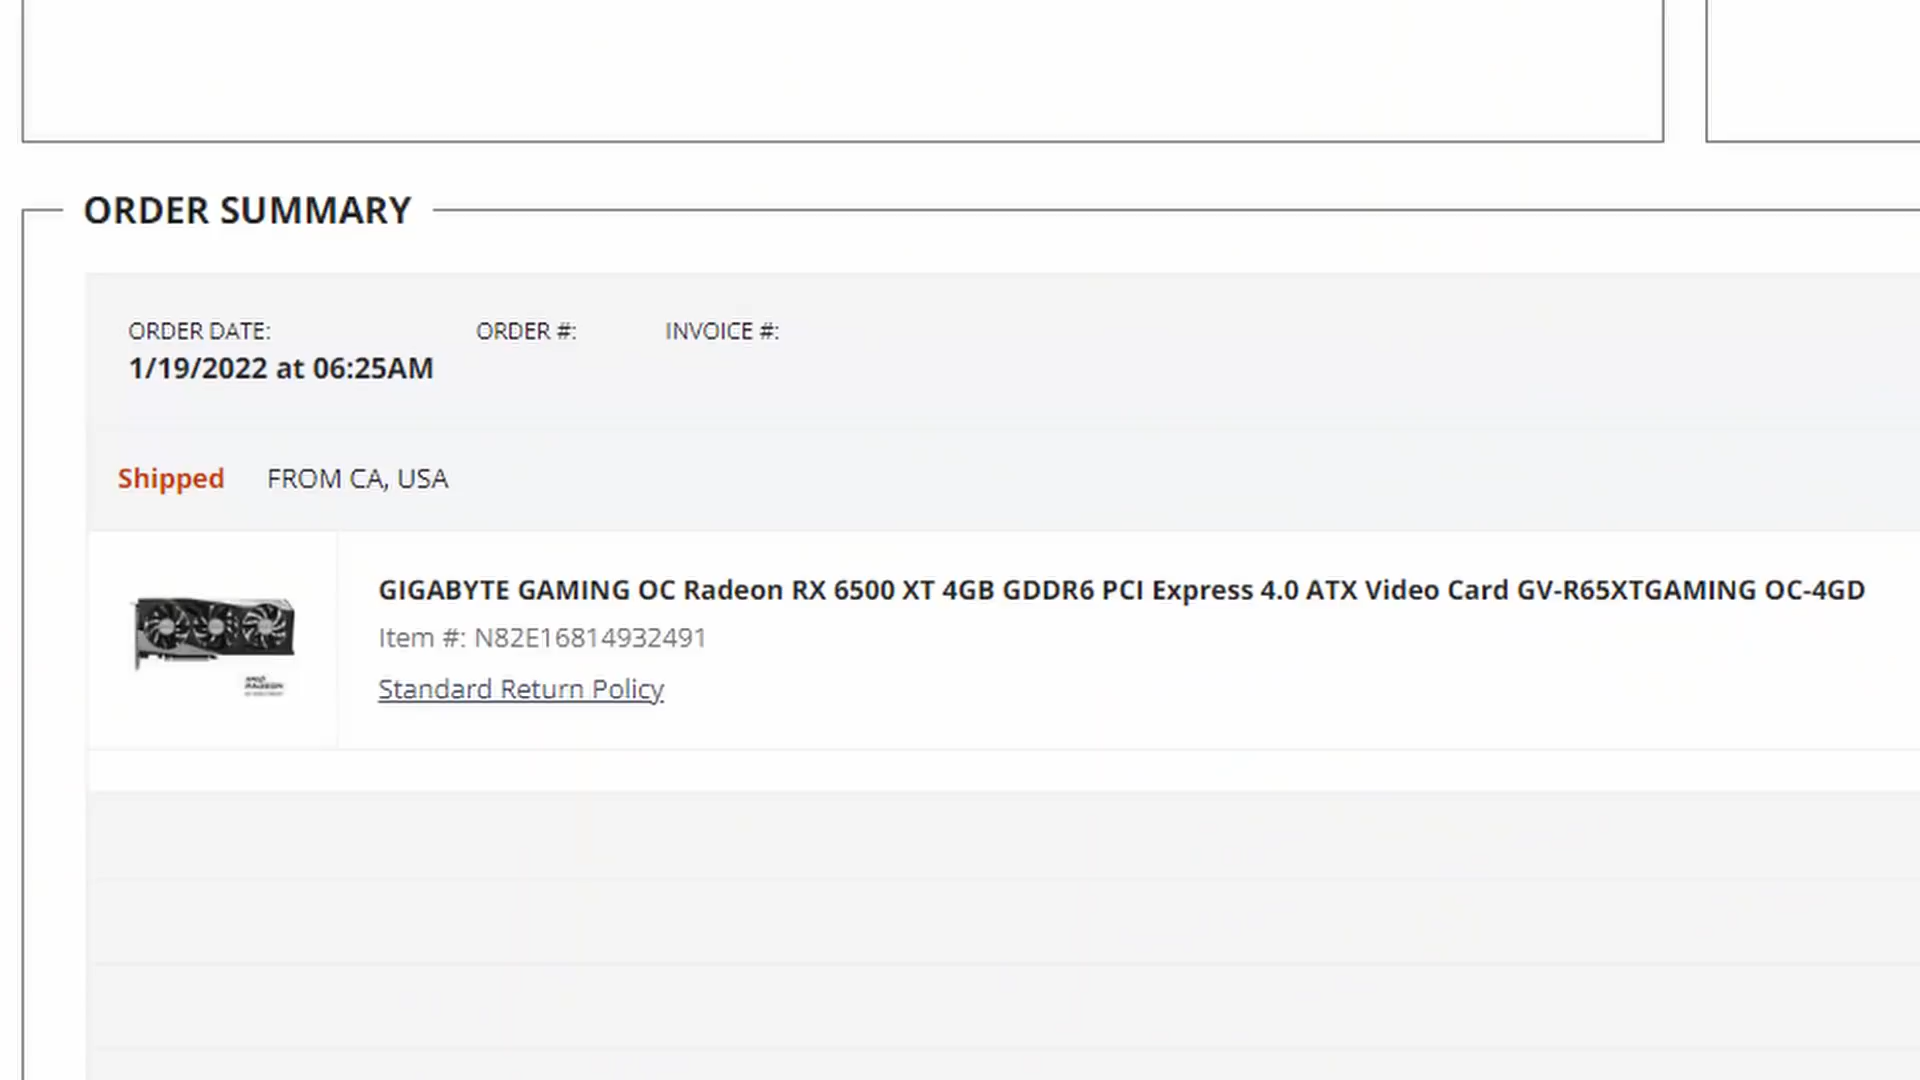 ORDER SUMMARY
ORDER DATE: ORDER #: INVOICE #:
1/19/2022 at 06:25AM
Shipped FROM CA, USA
GIGABYTE GAMING OC Radeon RX 6500 XT 4GB GDDR6 PCI Express 4.0 ATX Video Card GV-R65XTGAMING OC-4GD
Item #: N82E16814932491
Standard Return Policy
AMD
RADEON